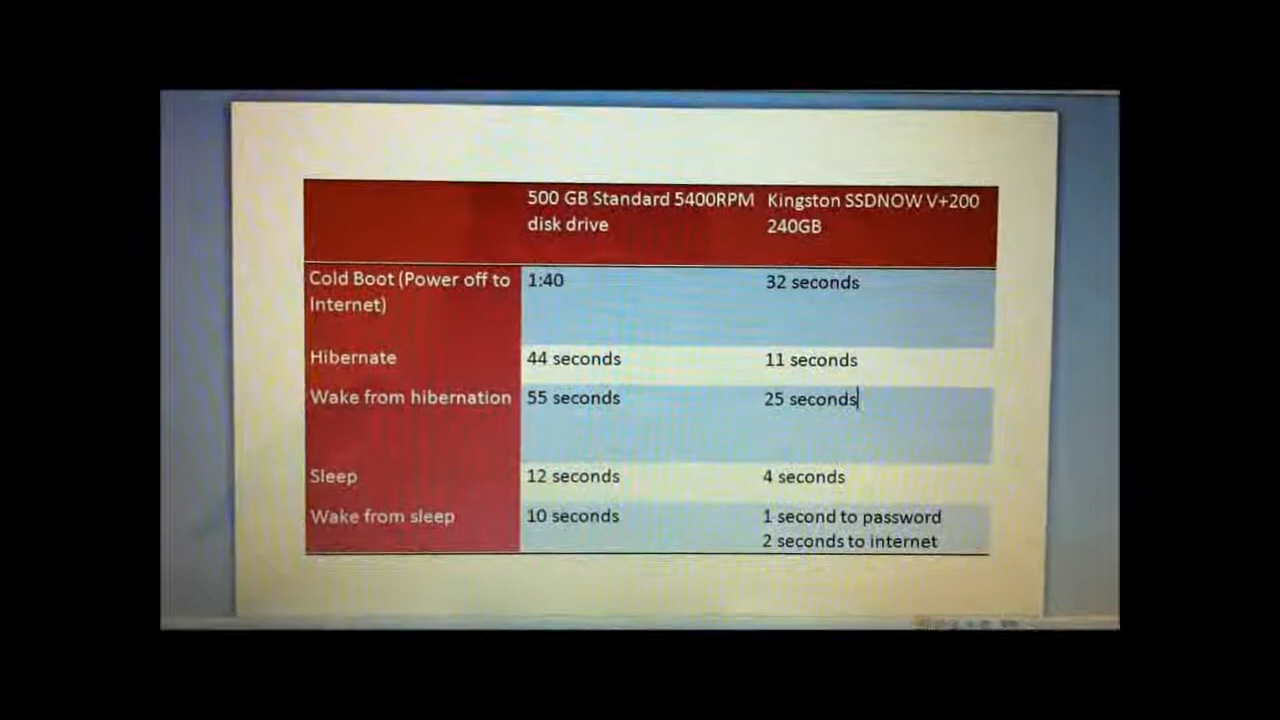 500 GB Standard 5400RPM disk drive
Kingston SSDNOW V+200 240GB
Cold Boot (Power off to Internet)
1:40
32 seconds
Hibernate
44 seconds
11 seconds
Wake from hibernation
55 seconds
25 seconds
Sleep
12 seconds
4 seconds
Wake from sleep
10 seconds
1 second to password
2 seconds to internet